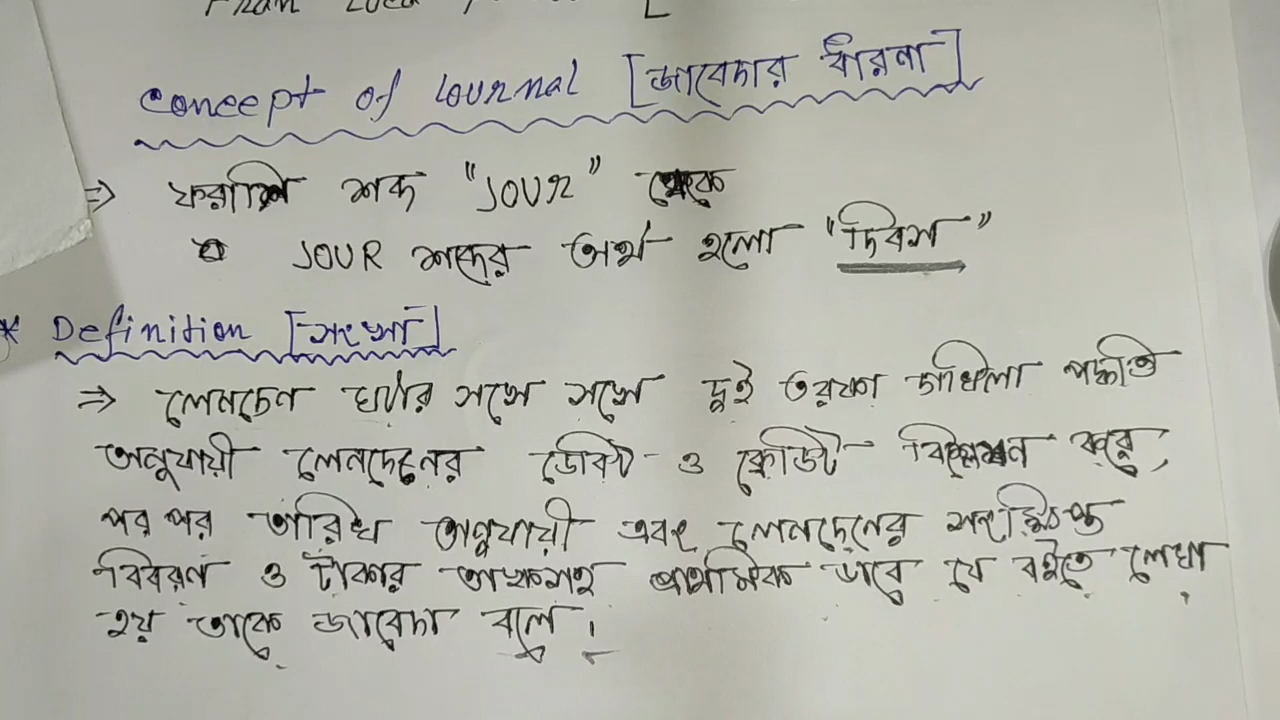 Concept of Journal [জাবেদার ধারনা]
⇒ ফরাশি শব্দ "JOUR" থেকে
JOUR শব্দের অর্থ হলো "দিবস"
* Definition [সংজ্ঞা]
⇒ লেনদেন ঘটার সঙ্গে সঙ্গে দুই তরফা দাখিলা পদ্ধতি
অনুযায়ী লেনদেনের ডেবিট ও ক্রেডিট বিশ্লেষন করে,
পর পর তারিখ অনুযায়ী এবং লেনদেনের সংক্ষিপ্ত
বিবরণ ও টাকার অঙ্কসহ প্রাথমিক ভাবে যে বইতে লেখা
হয় তাকে জাবেদা বলে।